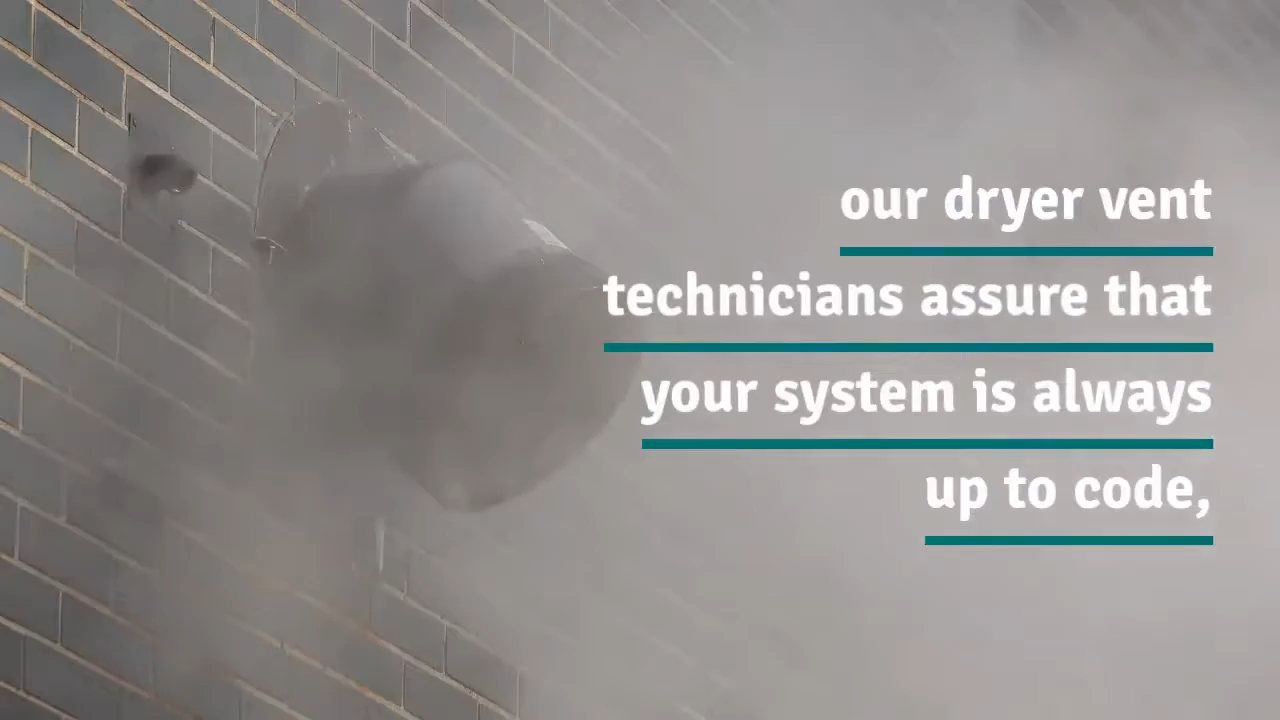 our dryer vent
technicians assure that
your system is always
up to code,